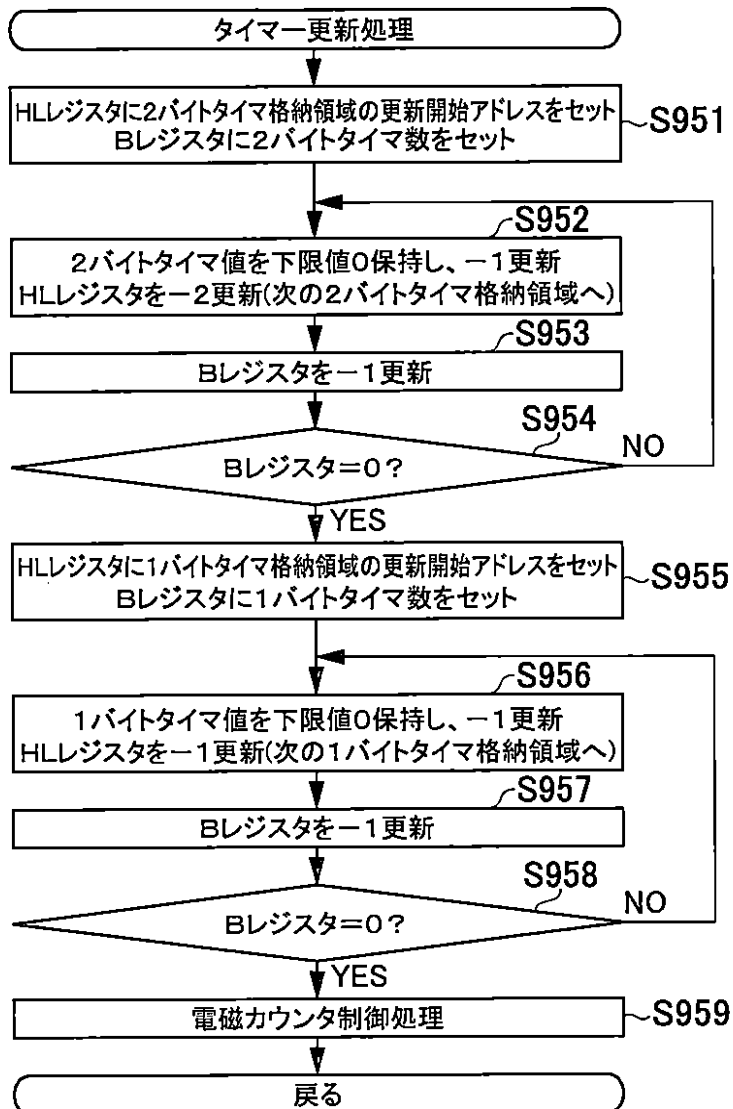 タイマー更新処理
HLレジスタに2バイトタイマ格納領域の更新開始アドレスをセット
Bレジスタに2バイトタイマ数をセット
S951
S952
2バイトタイマ値を下限値0保持し、－1更新
HLレジスタを－2更新(次の2バイトタイマ格納領域へ)
S953
Bレジスタを－1更新
S954
Bレジスタ＝0？
NO
YES
HLレジスタに1バイトタイマ格納領域の更新開始アドレスをセット
Bレジスタに1バイトタイマ数をセット
S955
S956
1バイトタイマ値を下限値0保持し、－1更新
HLレジスタを－1更新(次の1バイトタイマ格納領域へ)
S957
Bレジスタを－1更新
S958
Bレジスタ＝0？
NO
YES
電磁カウンタ制御処理
S959
戻る